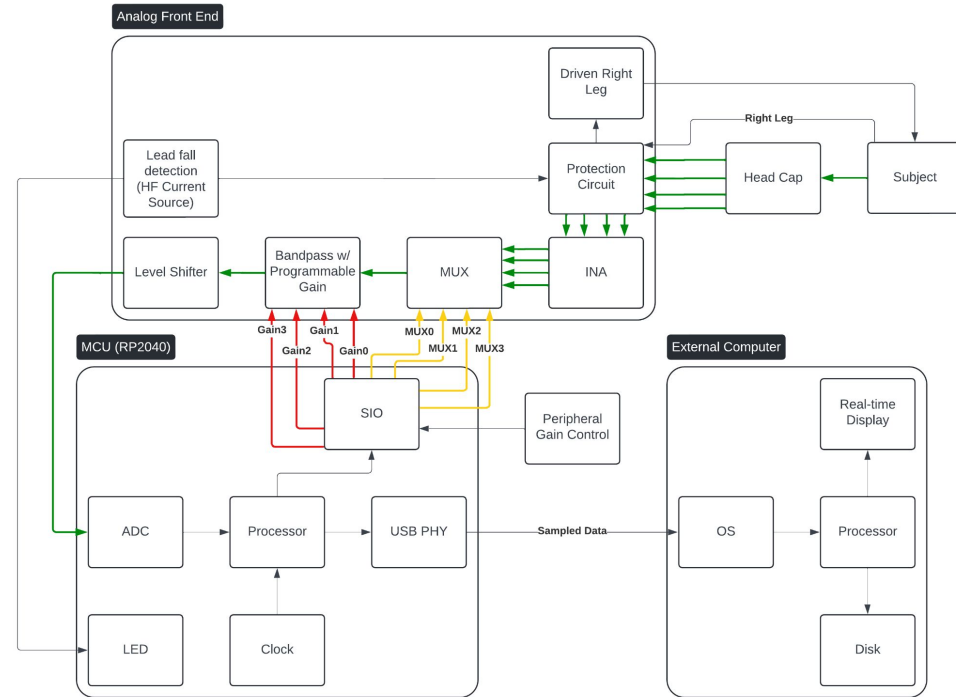 Analog Front End
Driven Right
Leg
Right Leg
Lead fall
detection
(HF Current
Source)
Protection
Circuit
Head Cap
Subject
Level Shifter
Bandpass w/
Programmable
Gain
MUX
INA
Gain3
Gain2
Gain1
Gain0
MUX0
MUX1
MUX2
MUX3
MCU (RP2040)
SIO
Peripheral
Gain Control
ADC
Processor
USB PHY
Sampled Data
LED
Clock
External Computer
Real-time
Display
OS
Processor
Disk